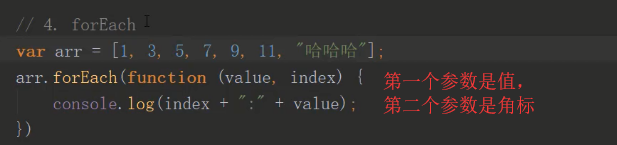 // 4. forEach
var arr = [1, 3, 5, 7, 9, 11, "哈哈哈"];
arr.forEach(function (value, index) { 第一个参数是值，
    console.log(index + ":" + value); 第二个参数是角标
})